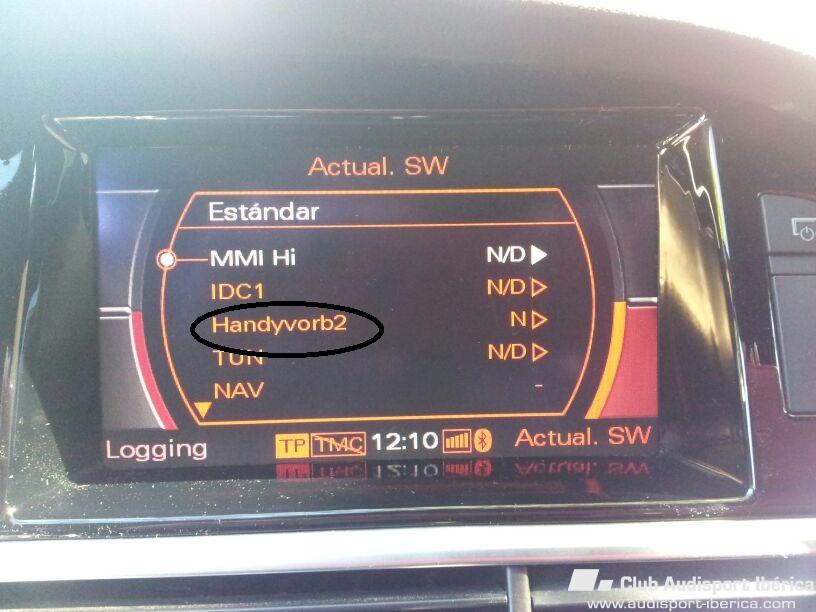 Actual. SW
Estándar
MMI Hi N/D
IDC1 N/D
Handyvorb2 N
TUN N/D
NAV -
Logging TP TMC 12:10 Actual. SW
Club Audisport Ibérica
www.audisport-iberica.com